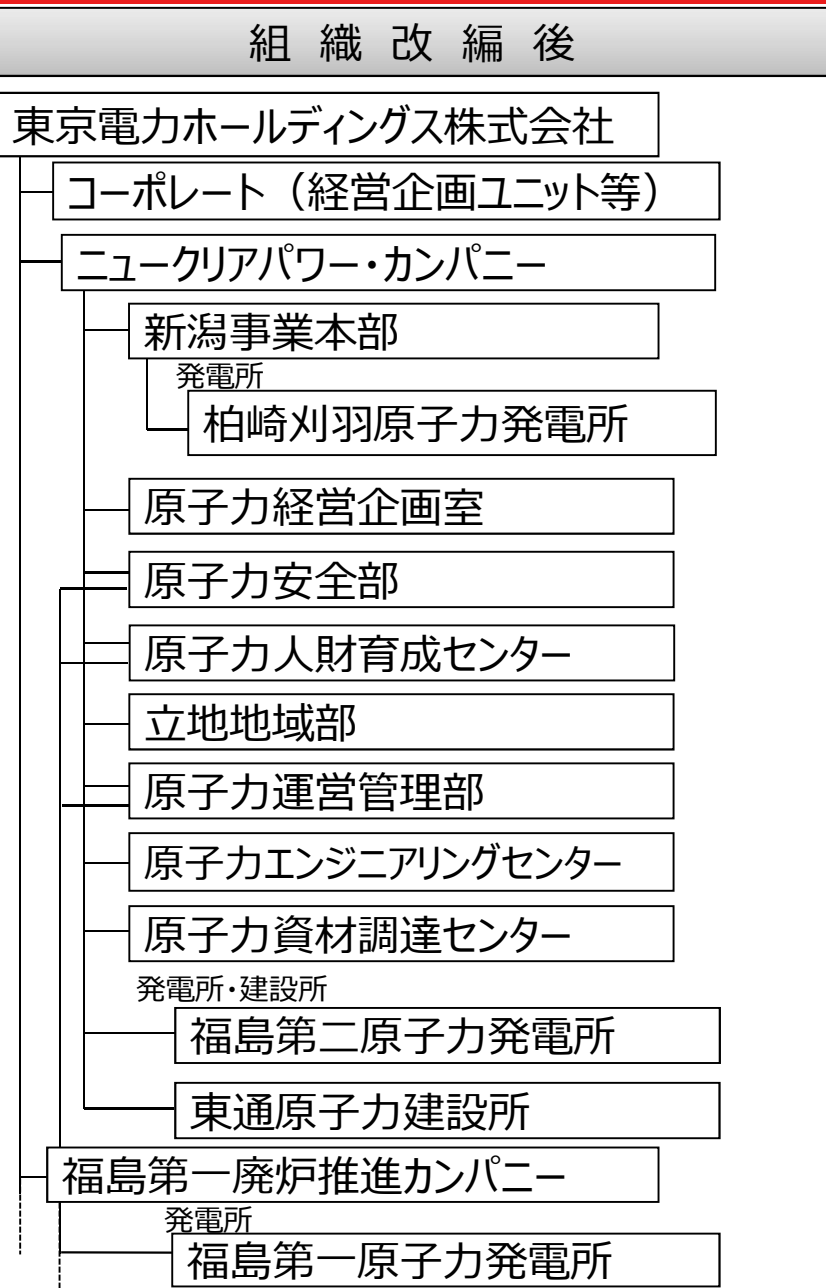 組織改編後
東京電力ホールディングス株式会社
コーポレート（経営企画ユニット等）
ニュークリアパワー・カンパニー
新潟事業本部
発電所
柏崎刈羽原子力発電所
原子力経営企画室
原子力安全部
原子力人財育成センター
立地地域部
原子力運営管理部
原子力エンジニアリングセンター
原子力資材調達センター
発電所・建設所
福島第二原子力発電所
東通原子力建設所
福島第一廃炉推進カンパニー
発電所
福島第一原子力発電所